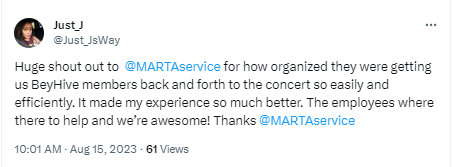 Just_J
@Just_JsWay
Huge shout out to @MARTAservice for how organized they were getting
us BeyHive members back and forth to the concert so easily and
efficiently. It made my experience so much better. The employees where
there to help and we're awesome! Thanks @MARTAservice
10:01 AM · Aug 15, 2023 · 61 Views